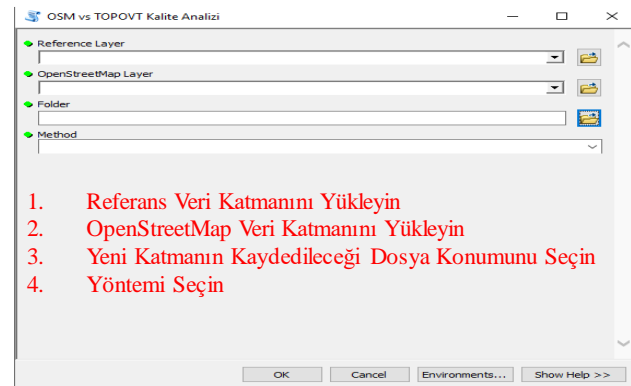 OSM vs TOPOVT Kalite Analizi
Reference Layer
OpenStreetMap Layer
Folder
Method
1. Referans Veri Katmanını Yükleyin
2. OpenStreetMap Veri Katmanını Yükleyin
3. Yeni Katmanın Kaydedileceği Dosya Konumunu Seçin
4. Yöntemi Seçin
OK Cancel Environments... Show Help >>